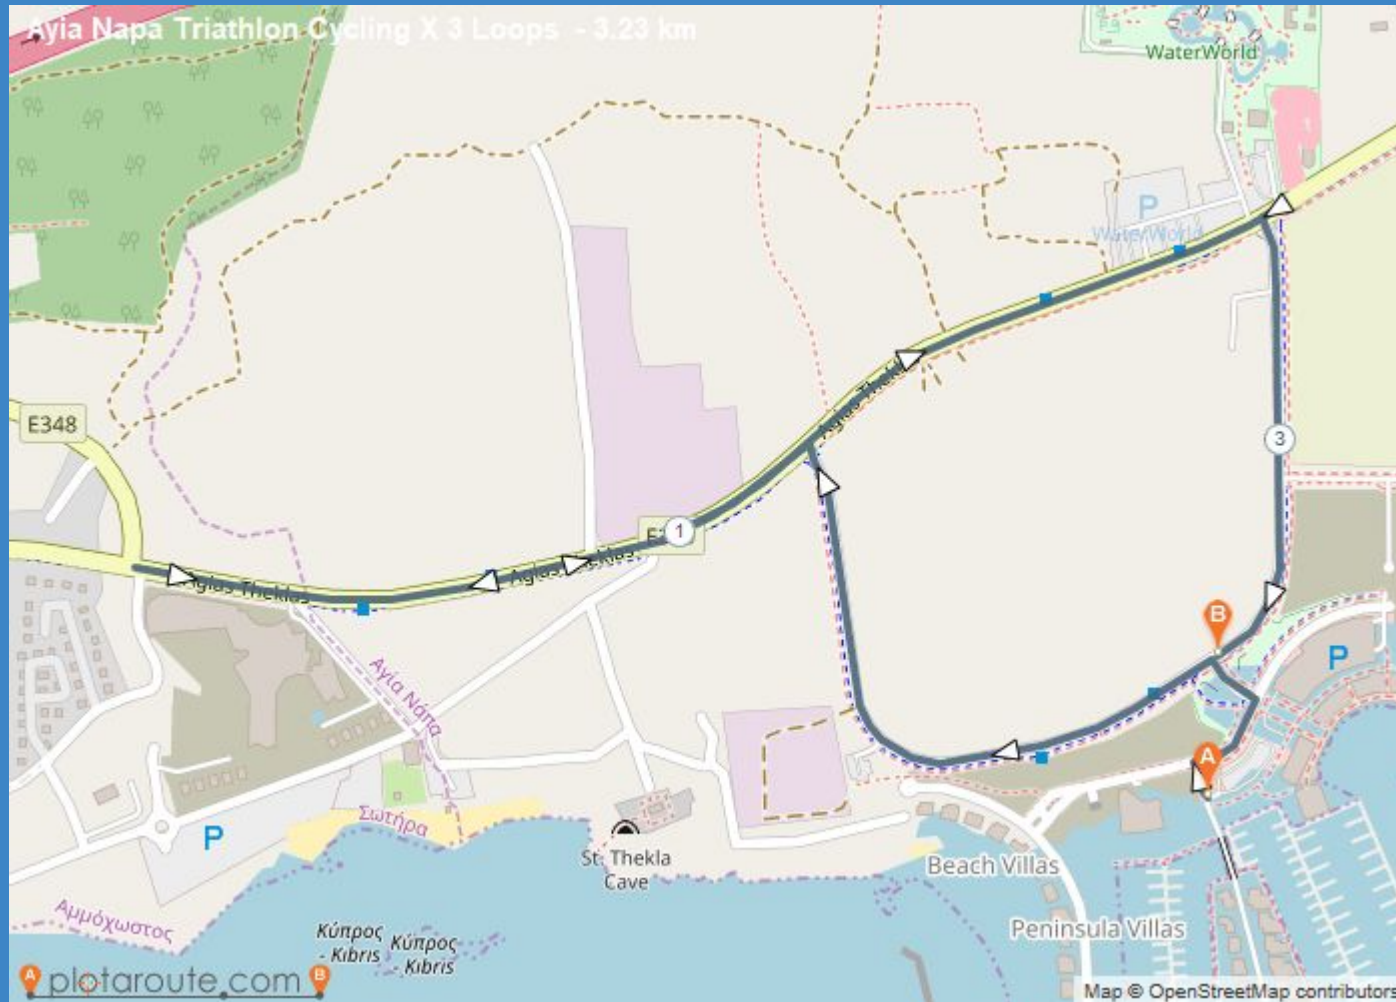 Ayia Napa Triathlon Cycling X 3 Loops - 3.23 km
WaterWorld
P
WaterWorld
E348
3
Agias Thekla
1
Agias Theklas
Agias Theklas
B
P
Αγία Νάπα
A
Σωτήρα
P
St. Thekla
Cave
Beach Villas
Αμμόχωστος
Κύπρος
- Kıbrıs
Κύπρος
- Kıbrıs
Peninsula Villas
A plotaroute.com B
Map © OpenStreetMap contributors